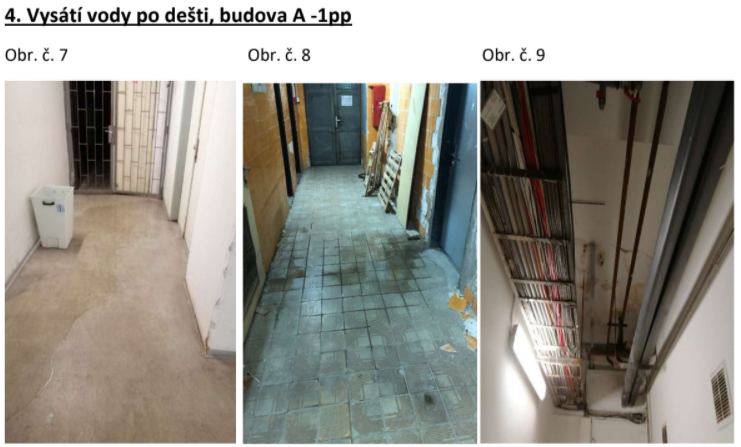 4. Vysátí vody po dešti, budova A -1pp
Obr. č. 7 Obr. č. 8 Obr. č. 9